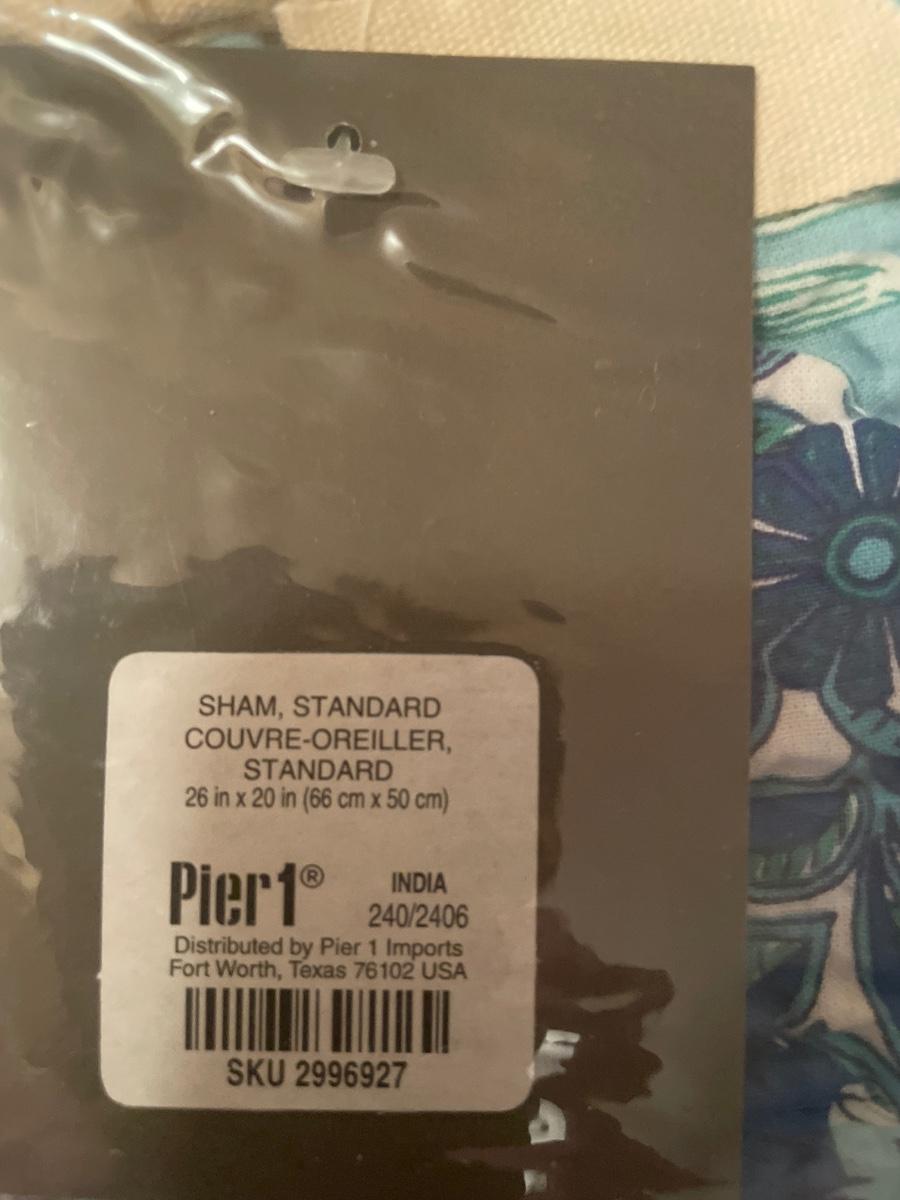 SHAM, STANDARD
COUVRE-OREILLER,
STANDARD
26 in x 20 in (66 cm x 50 cm)
Pier1® INDIA
240/2406
Distributed by Pier 1 Imports
Fort Worth, Texas 76102 USA
SKU 2996927